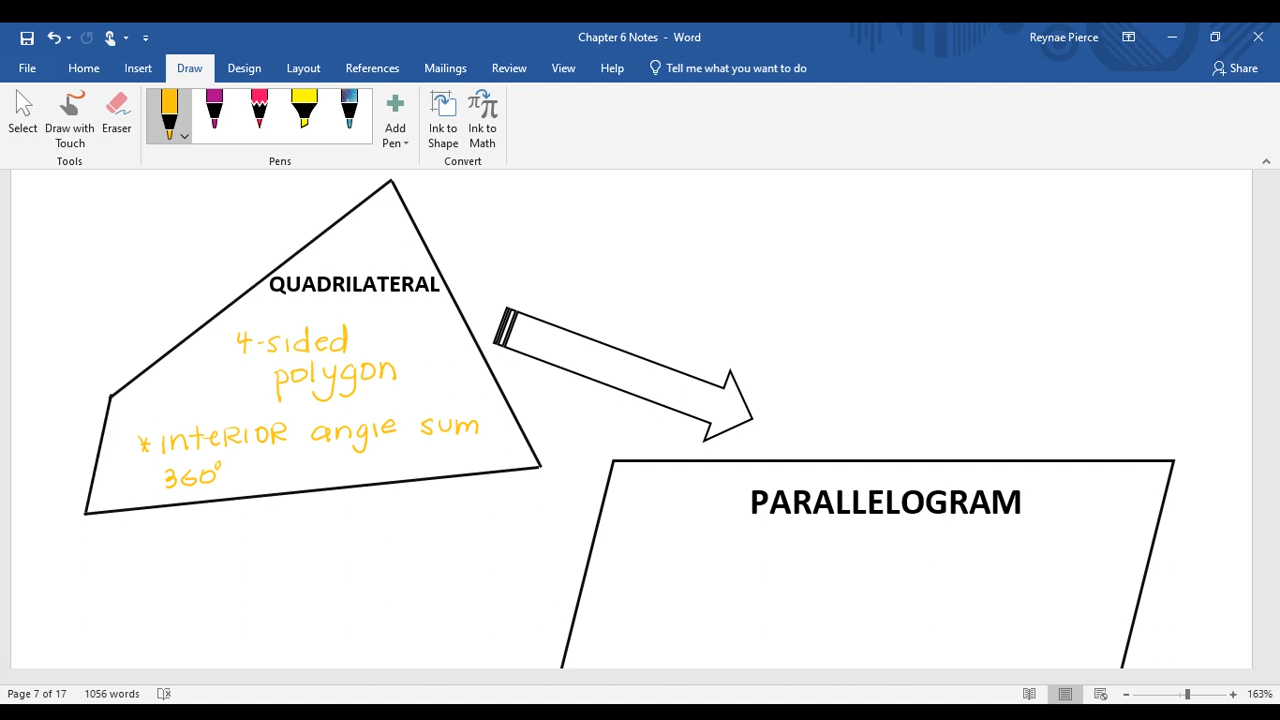 Chapter 6 Notes - Word
Reynae Pierce
File Home Insert Draw Design Layout References Mailings Review View Help Tell me what you want to do Share
Select
Draw with Touch
Eraser
Add Pen
Ink to Shape
Ink to Math
Tools Pens Convert
QUADRILATERAL
4-sided
polygon
*INTERIOR angle sum
360°
PARALLELOGRAM
Page 7 of 17 1056 words 163%